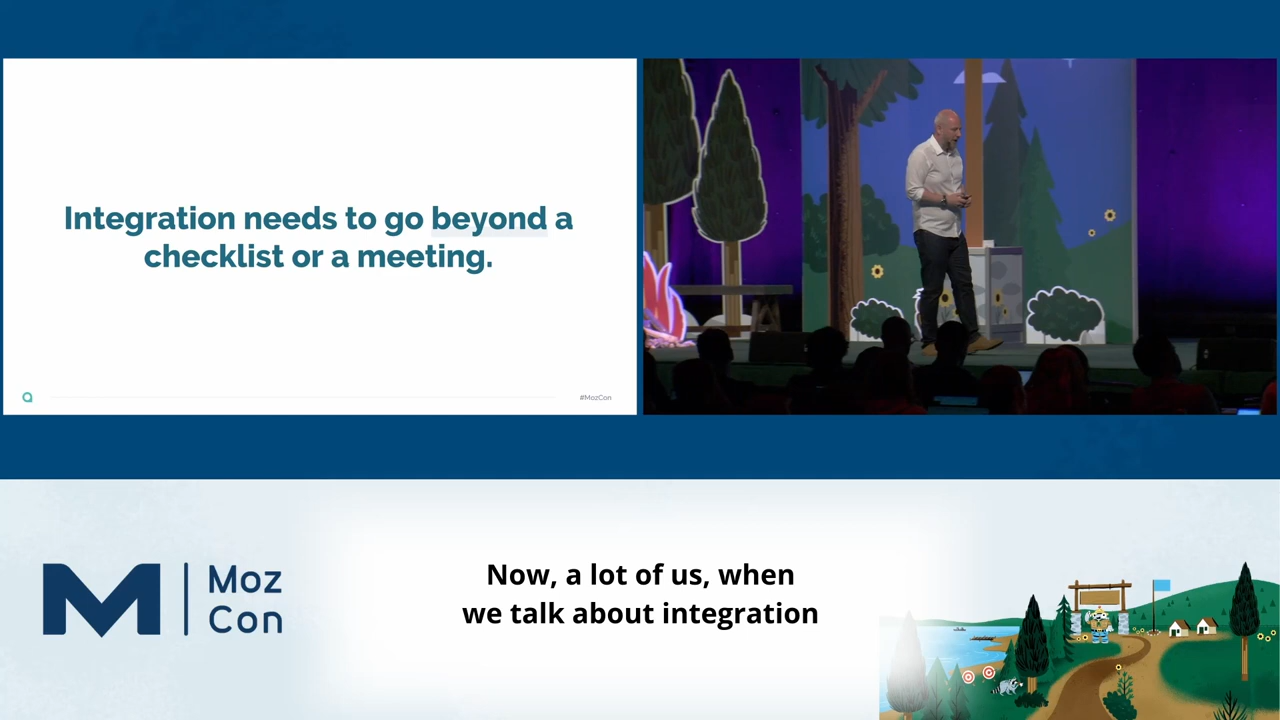 Integration needs to go beyond a
checklist or a meeting.
#MozCon
Moz
Con
Now, a lot of us, when
we talk about integration